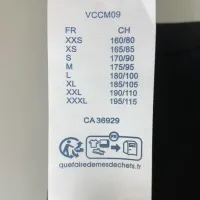 VCCM09
FR CH
XXS 160/80
XS 165/85
S 170/90
M 175/95
L 180/100
XL 185/105
XXL 190/110
XXXL 195/115
CA 36929
FR
quefairedemesdechets.fr